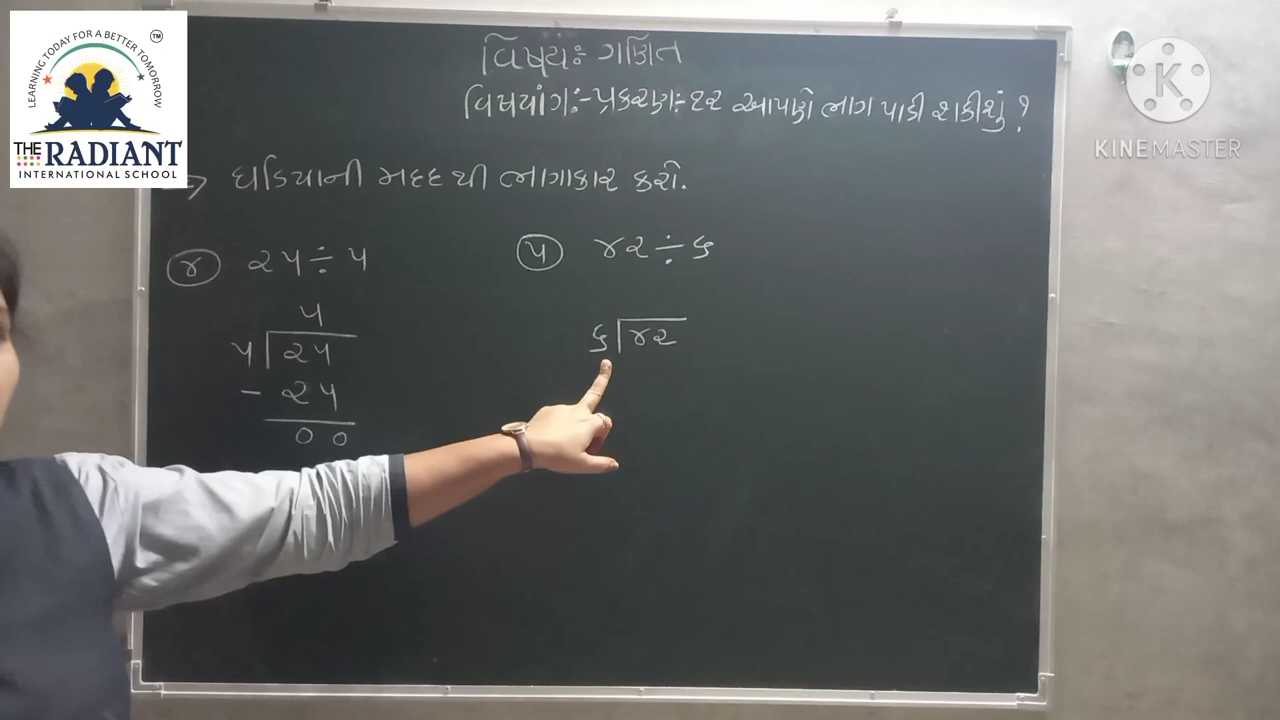 LEARNING TODAY FOR A BETTER TOMORROW
TM
THE RADIANT
INTERNATIONAL SCHOOL
K
KINEMASTER
વિષય:- ગણિત
વિષયાંગ:- પ્રકરણ:- ૧૨ આપણે ભાગ પાડી શકીશું ?
→ ઘડિયાની મદદથી ભાગાકાર કરો.
૪ ૨૫ ÷ ૫
૫
૫ ૨૫
- ૨૫
૦૦
૫ ૪૨ ÷ ૬
૬ ૪૨